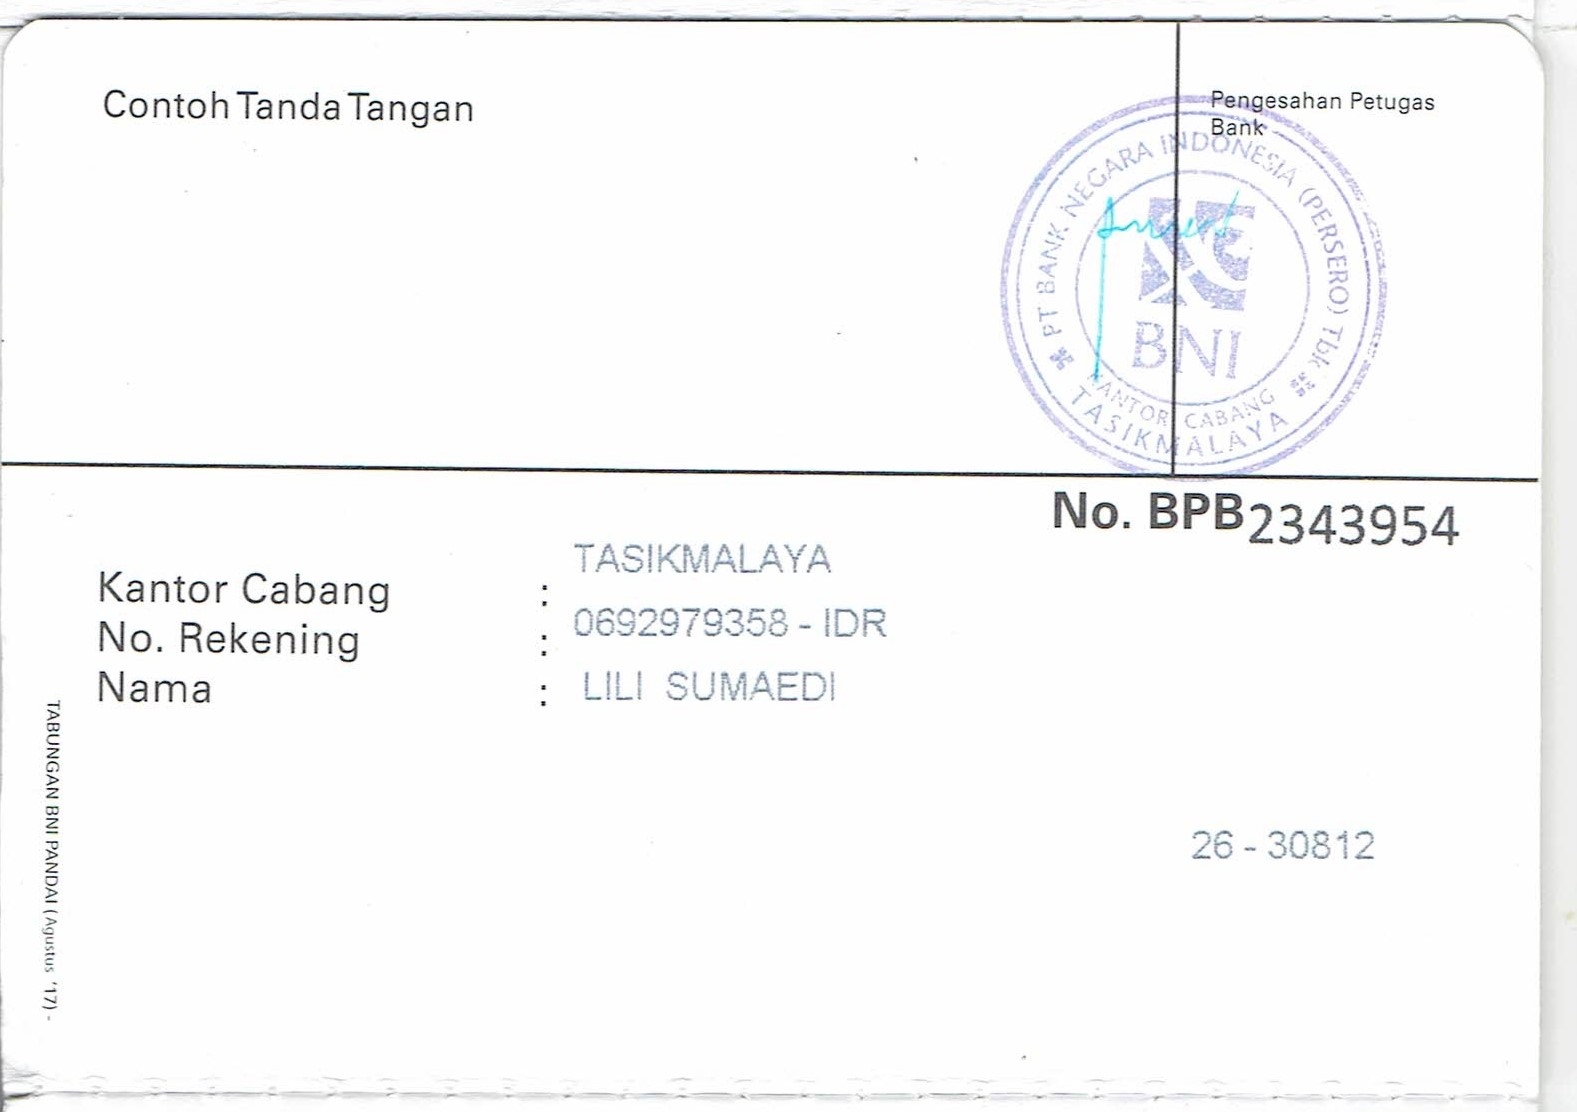 Contoh Tanda Tangan
Pengesahan Petugas
Bank
PT BANK NEGARA INDONESIA (PERSERO) Tbk
BNI
KANTOR CABANG
TASIKMALAYA
No. BPB2343954
Kantor Cabang : TASIKMALAYA
No. Rekening : 0692979358 - IDR
Nama : LILI SUMAEDI
26 - 30812
TABUNGAN BNI PANDAI (Agustus '17) -